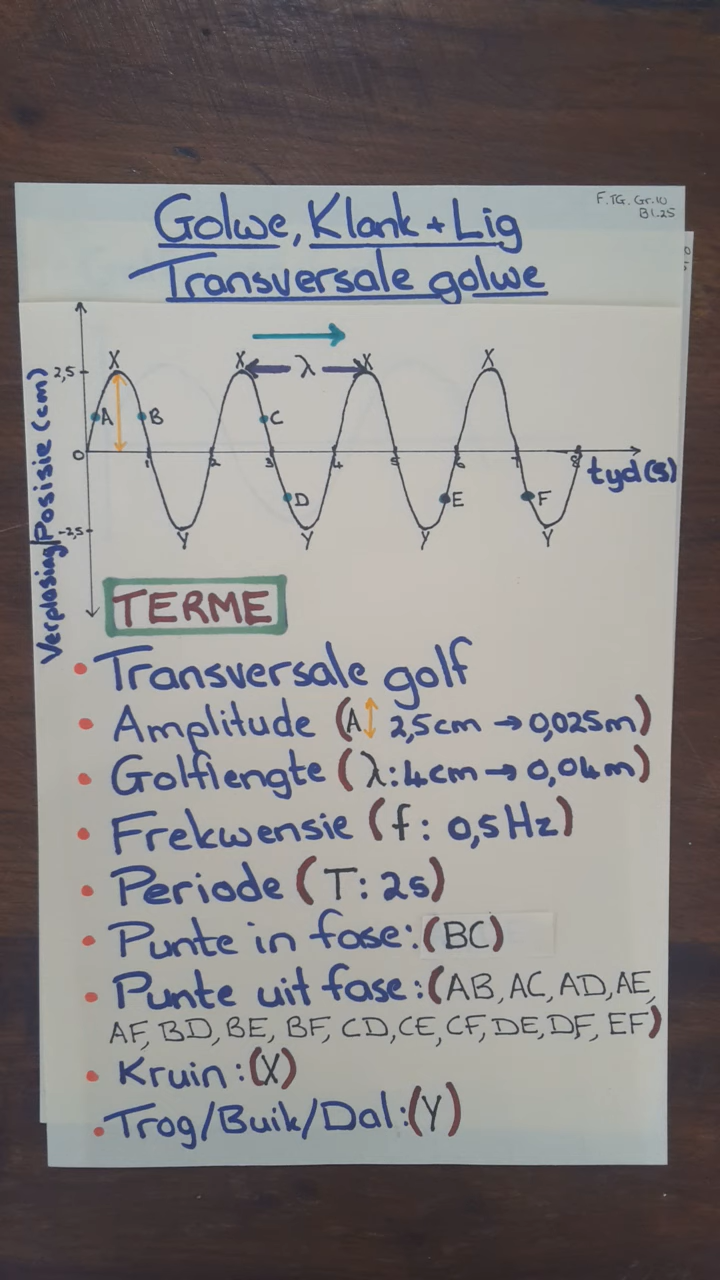 F.TG. Gr.10
Bl.25
Golwe, Klank + Lig
Transversale golwe
Verplasing/Posisie (cm)
2,5
0
-2,5
X X λ X X
A B C
D E F
1 2 3 4 5 6 7 8
tyd(s)
Y Y Y Y
TERME
• Transversale golf
• Amplitude (A↕ 2,5cm → 0,025m)
• Golflengte (λ: 4cm → 0,04m)
• Frekwensie (f: 0,5Hz)
• Periode (T: 2s)
• Punte in fase: (BC)
• Punte uit fase: (AB, AC, AD, AE,
AF, BD, BE, BF, CD, CE, CF, DE, DF, EF)
• Kruin: (X)
• Trog/Buik/Dal: (Y)